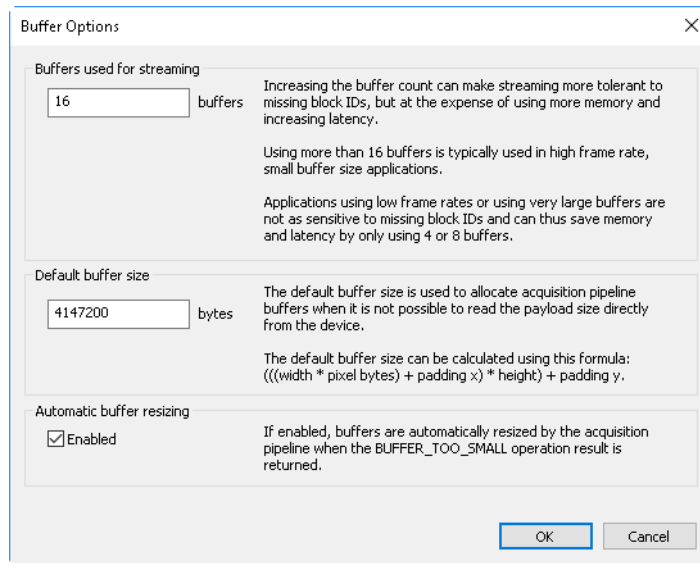 Buffer Options
Buffers used for streaming
16
buffers
Increasing the buffer count can make streaming more tolerant to
missing block IDs, but at the expense of using more memory and
increasing latency.
Using more than 16 buffers is typically used in high frame rate,
small buffer size applications.
Applications using low frame rates or using very large buffers are
not as sensitive to missing block IDs and can thus save memory
and latency by only using 4 or 8 buffers.
Default buffer size
4147200
bytes
The default buffer size is used to allocate acquisition pipeline
buffers when it is not possible to read the payload size directly
from the device.
The default buffer size can be calculated using this formula:
(((width * pixel bytes) + padding x) * height) + padding y.
Automatic buffer resizing
Enabled
If enabled, buffers are automatically resized by the acquisition
pipeline when the BUFFER_TOO_SMALL operation result is
returned.
OK
Cancel